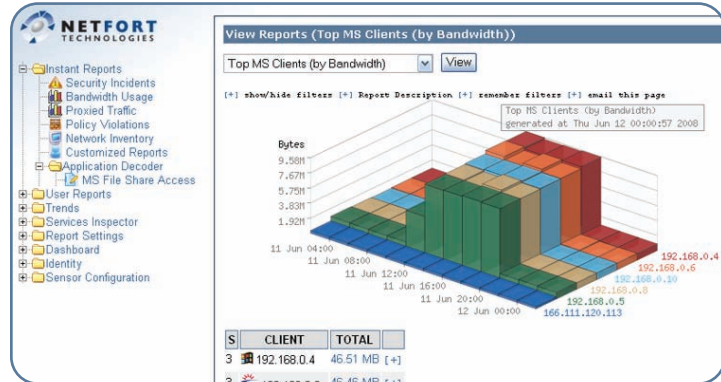 NETFORT
TECHNOLOGIES
Instant Reports
Security Incidents
Bandwidth Usage
Proxied Traffic
Policy Violations
Network Inventory
Customized Reports
Application Decoder
MS File Share Access
User Reports
Trends
Services Inspector
Report Settings
Dashboard
Identity
Sensor Configuration
View Reports (Top MS Clients (by Bandwidth))
Top MS Clients (by Bandwidth) View
[+] show/hide filters [+] Report Description [+] remember filters [+] email this page
Top MS Clients (by Bandwidth)
generated at Thu Jun 12 00:00:57 2008
Bytes
9.58M
7.67M
5.75M
3.83M
1.92M
11 Jun 04:00
11 Jun 08:00
11 Jun 12:00
11 Jun 16:00
11 Jun 20:00
12 Jun 00:00
192.168.0.4
192.168.0.6
192.168.0.10
192.168.0.8
192.168.0.5
166.111.120.113
S CLIENT TOTAL
3 192.168.0.4 46.51 MB [+]